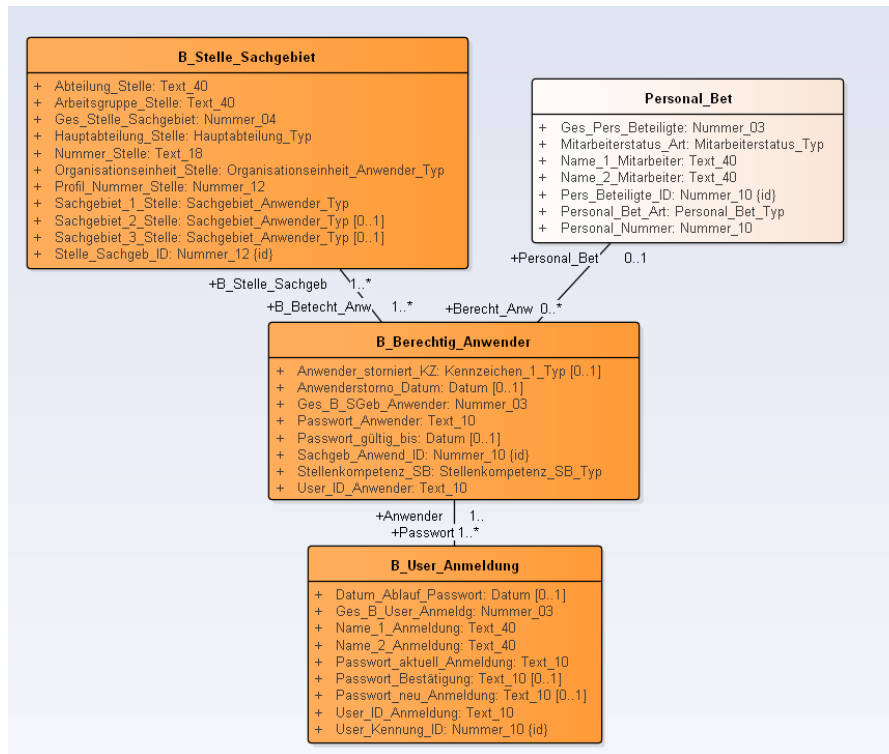 B_Stelle_Sachgebiet
+ Abteilung_Stelle: Text_40
+ Arbeitsgruppe_Stelle: Text_40
+ Ges_Stelle_Sachgebiet: Nummer_04
+ Hauptabteilung_Stelle: Hauptabteilung_Typ
+ Nummer_Stelle: Text_18
+ Organisationseinheit_Stelle: Organisationseinheit_Anwender_Typ
+ Profil_Nummer_Stelle: Nummer_12
+ Sachgebiet_1_Stelle: Sachgebiet_Anwender_Typ
+ Sachgebiet_2_Stelle: Sachgebiet_Anwender_Typ [0..1]
+ Sachgebiet_3_Stelle: Sachgebiet_Anwender_Typ [0..1]
+ Stelle_Sachgeb_ID: Nummer_12 {id}
Personal_Bet
+ Ges_Pers_Beteiligte: Nummer_03
+ Mitarbeiterstatus_Art: Mitarbeiterstatus_Typ
+ Name_1_Mitarbeiter: Text_40
+ Name_2_Mitarbeiter: Text_40
+ Pers_Beteiligte_ID: Nummer_10 {id}
+ Personal_Bet_Art: Personal_Bet_Typ
+ Personal_Nummer: Nummer_10
+Personal_Bet 0..1
+B_Stelle_Sachgeb 1..*
+B_Betecht_Anw 1..*
+Berecht_Anw 0..*
B_Berechtig_Anwender
+ Anwender_storniert_KZ: Kennzeichen_1_Typ [0..1]
+ Anwenderstorno_Datum: Datum [0..1]
+ Ges_B_SGeb_Anwender: Nummer_03
+ Passwort_Anwender: Text_10
+ Passwort_gültig_bis: Datum [0..1]
+ Sachgeb_Anwend_ID: Nummer_10 {id}
+ Stellenkompetenz_SB: Stellenkompetenz_SB_Typ
+ User_ID_Anwender: Text_10
+Anwender 1..
+Passwort 1..*
B_User_Anmeldung
+ Datum_Ablauf_Passwort: Datum [0..1]
+ Ges_B_User_Anmeldg: Nummer_03
+ Name_1_Anmeldung: Text_40
+ Name_2_Anmeldung: Text_40
+ Passwort_aktuell_Anmeldung: Text_10
+ Passwort_Bestätigung: Text_10 [0..1]
+ Passwort_neu_Anmeldung: Text_10 [0..1]
+ User_ID_Anmeldung: Text_10
+ User_Kennung_ID: Nummer_10 {id}